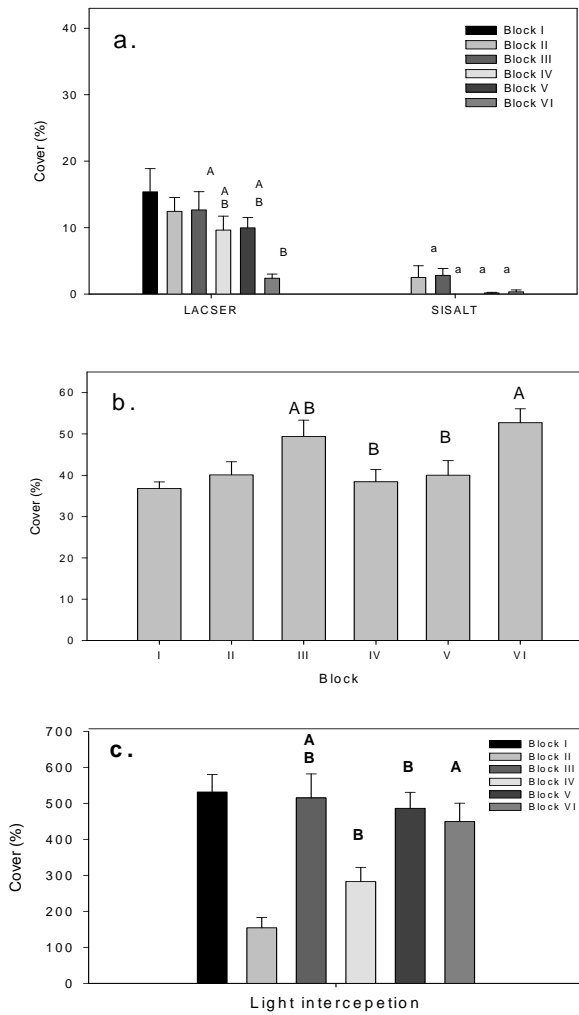 a.
Block I
Block II
Block III
Block IV
Block V
Block VI
40
30
20
10
0
Cover (%)
A
A
B
A
B
B
a
a
a
a
LACSER
SISALT
b.
60
50
40
30
20
10
0
Cover (%)
AB
B
B
A
I
II
III
IV
V
VI
Block
c.
Block I
Block II
Block III
Block IV
Block V
Block VI
700
600
500
400
300
200
100
0
Cover (%)
A
B
B
B
A
Light intercepetion